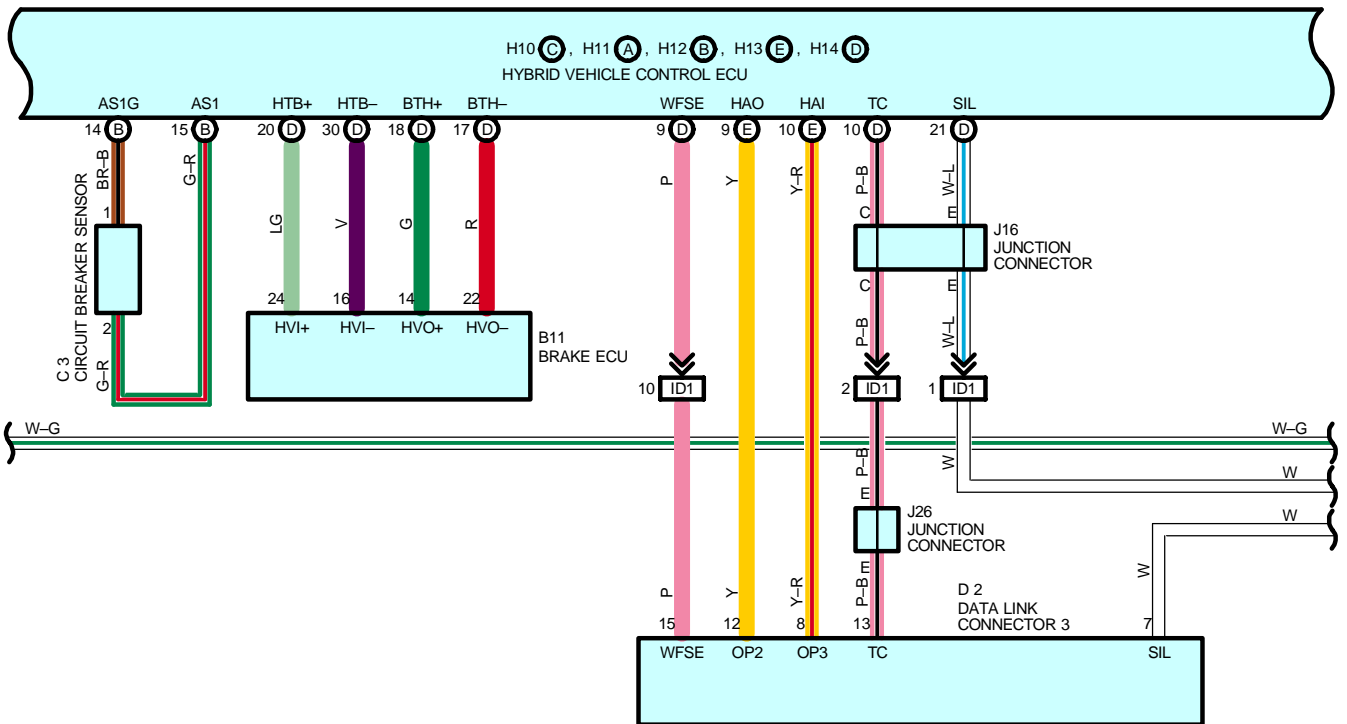 H10 C, H11 A, H12 B, H13 E, H14 D
HYBRID VEHICLE CONTROL ECU
AS1G AS1 HTB+ HTB– BTH+ BTH– WFSE HAO HAI TC SIL
14 B 15 B 20 D 30 D 18 D 17 D 9 D 9 E 10 E 10 D 21 D
BR–B G–R LG V G R P Y Y–R P–B W–L
1
C E
C 3
CIRCUIT BREAKER SENSOR
J16
JUNCTION
CONNECTOR
2
C E
G–R
P–B W–L
24 16 14 22
HVI+ HVI– HVO+ HVO–
B11
BRAKE ECU
10 ID1 2 ID1 1 ID1
W–G W–G
P–B W W
E
J26
JUNCTION
CONNECTOR
W
E
P Y Y–R P–B W
D 2
DATA LINK
CONNECTOR 3
15 12 8 13 7
WFSE OP2 OP3 TC SIL